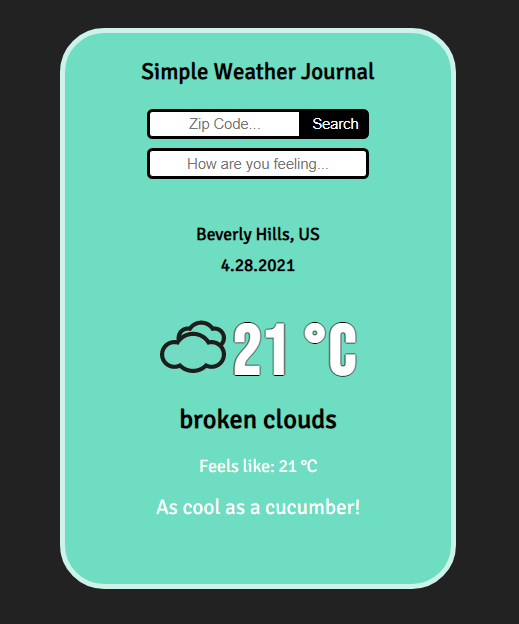 Simple Weather Journal
Zip Code... Search
How are you feeling...
Beverly Hills, US
4.28.2021
21 °C
broken clouds
Feels like: 21 °C
As cool as a cucumber!